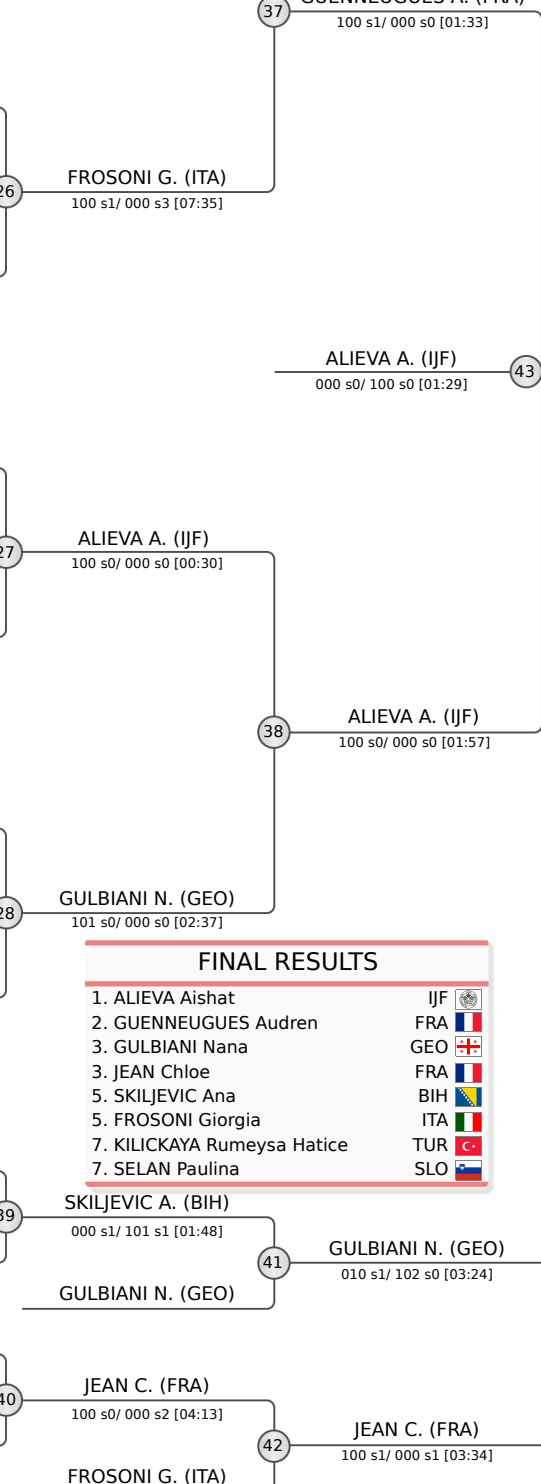 37
GUENNEUGUES A. (FRA)
100 s1/ 000 s0 [01:33]
FROSONI G. (ITA)
26
100 s1/ 000 s3 [07:35]
ALIEVA A. (IJF)
43
000 s0/ 100 s0 [01:29]
ALIEVA A. (IJF)
27
100 s0/ 000 s0 [00:30]
ALIEVA A. (IJF)
38
100 s0/ 000 s0 [01:57]
GULBIANI N. (GEO)
28
101 s0/ 000 s0 [02:37]
FINAL RESULTS
1. ALIEVA Aishat IJF
2. GUENNEUGUES Audren FRA
3. GULBIANI Nana GEO
3. JEAN Chloe FRA
5. SKILJEVIC Ana BIH
5. FROSONI Giorgia ITA
7. KILICKAYA Rumeysa Hatice TUR
7. SELAN Paulina SLO
SKILJEVIC A. (BIH)
39
000 s1/ 101 s1 [01:48]
GULBIANI N. (GEO)
41
010 s1/ 102 s0 [03:24]
GULBIANI N. (GEO)
JEAN C. (FRA)
40
100 s0/ 000 s2 [04:13]
JEAN C. (FRA)
42
100 s1/ 000 s1 [03:34]
FROSONI G. (ITA)